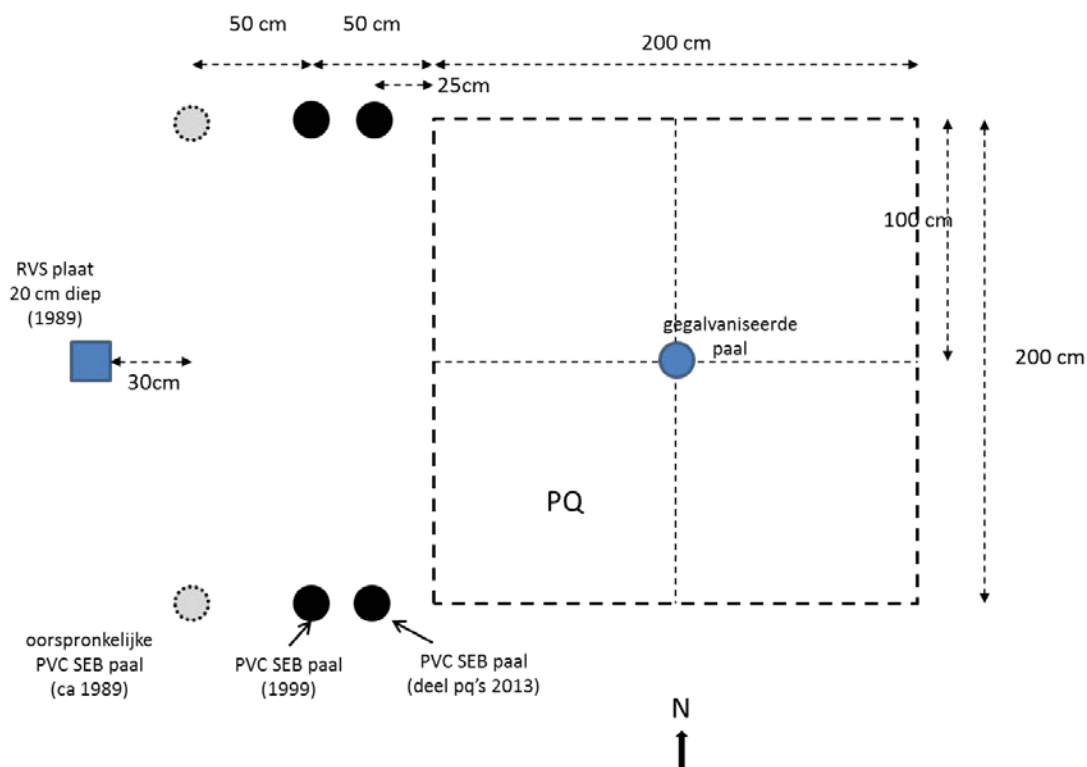 50 cm
50 cm
200 cm
25cm
100 cm
RVS plaat
20 cm diep
(1989)
gegalvaniseerde
paal
200 cm
30cm
PQ
oorspronkelijke
PVC SEB paal
(ca 1989)
PVC SEB paal
(1999)
PVC SEB paal
(deel pq's 2013)
N